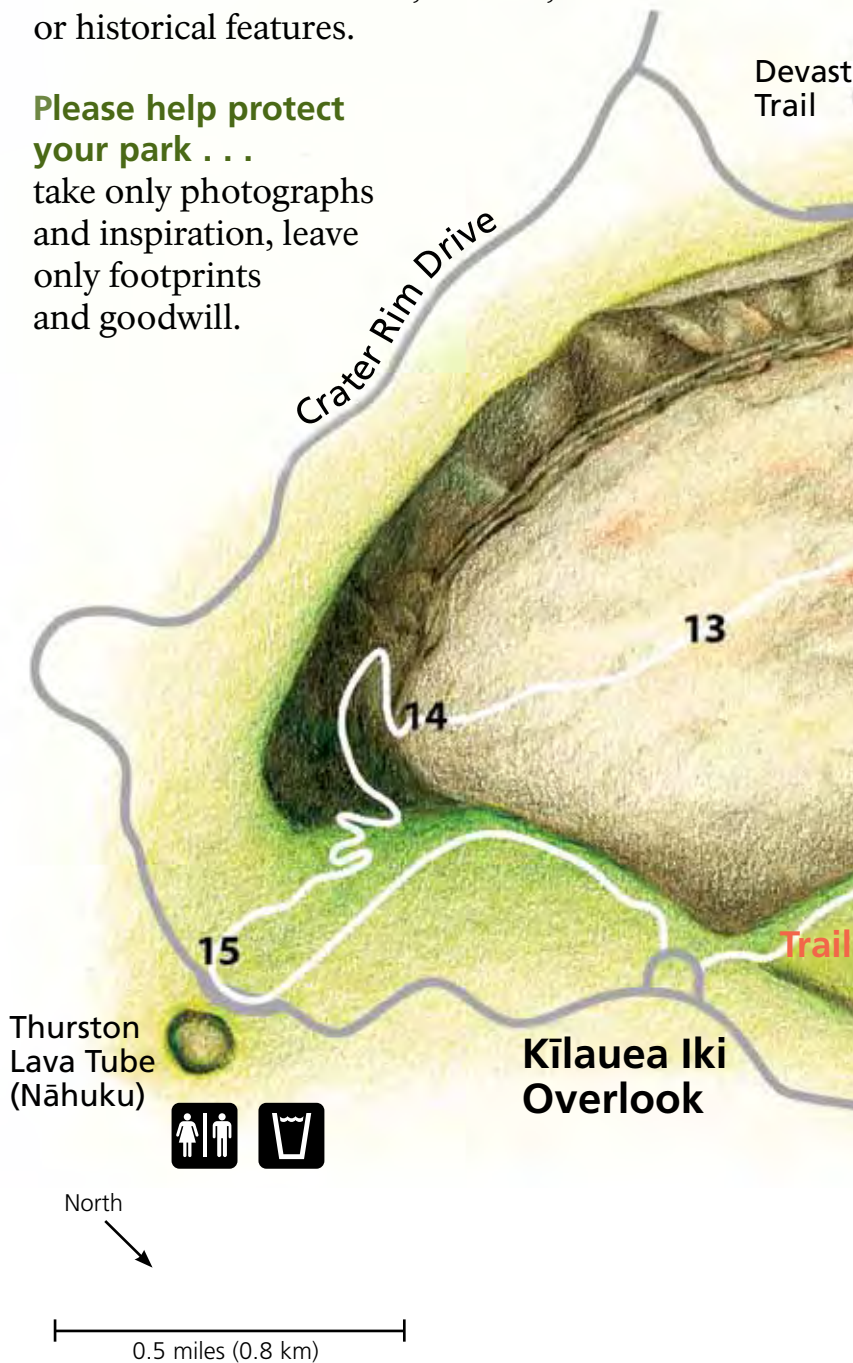 or historical features.
Please help protect
your park . . .
take only photographs
and inspiration, leave
only footprints
and goodwill.
Devast
Trail
Crater Rim Drive
13
14
15
Trail
Thurston
Lava Tube
(Nāhuku)
Kīlauea Iki
Overlook
North
0.5 miles (0.8 km)